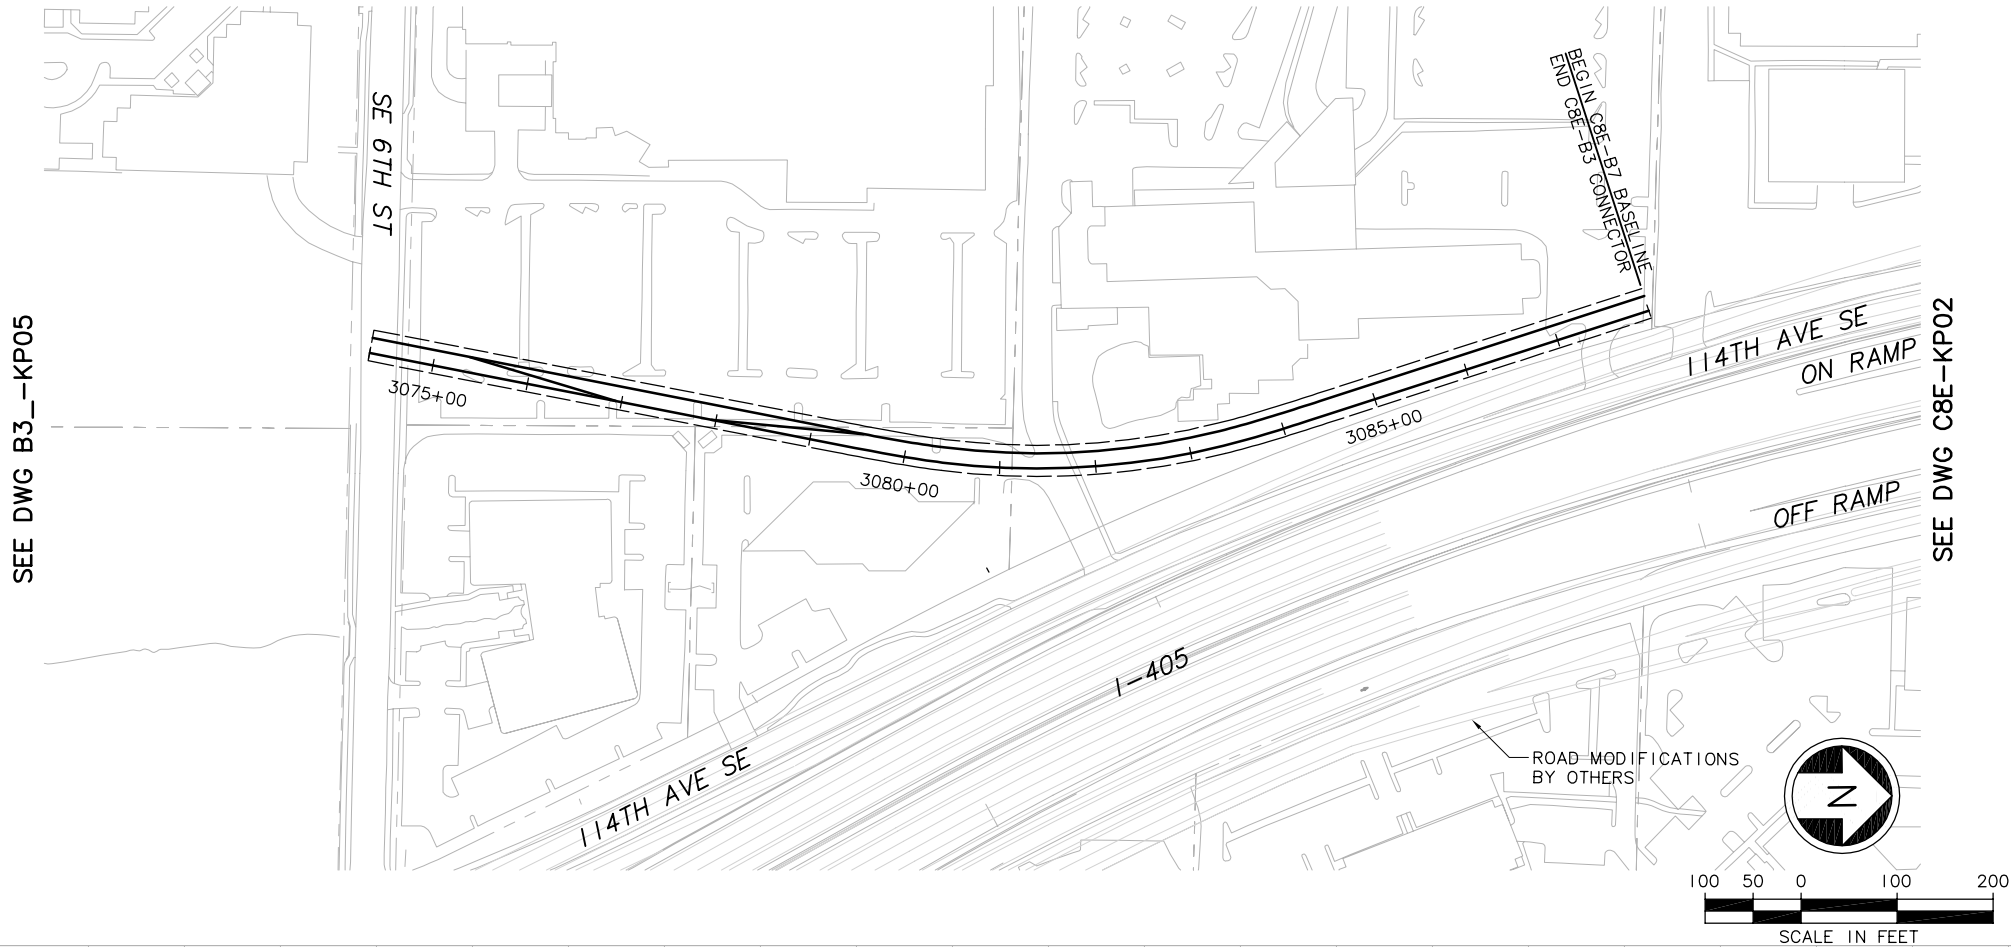 SEE DWG B3_-KP05
SE 6TH ST
BEGIN C8E-B7 BASELINE
END C8E-B3 CONNECTOR
3075+00
3080+00
3085+00
114TH AVE SE
ON RAMP
OFF RAMP
SEE DWG C8E-KP02
I-405
114TH AVE SE
ROAD MODIFICATIONS
BY OTHERS
N
100 50 0 100 200
SCALE IN FEET